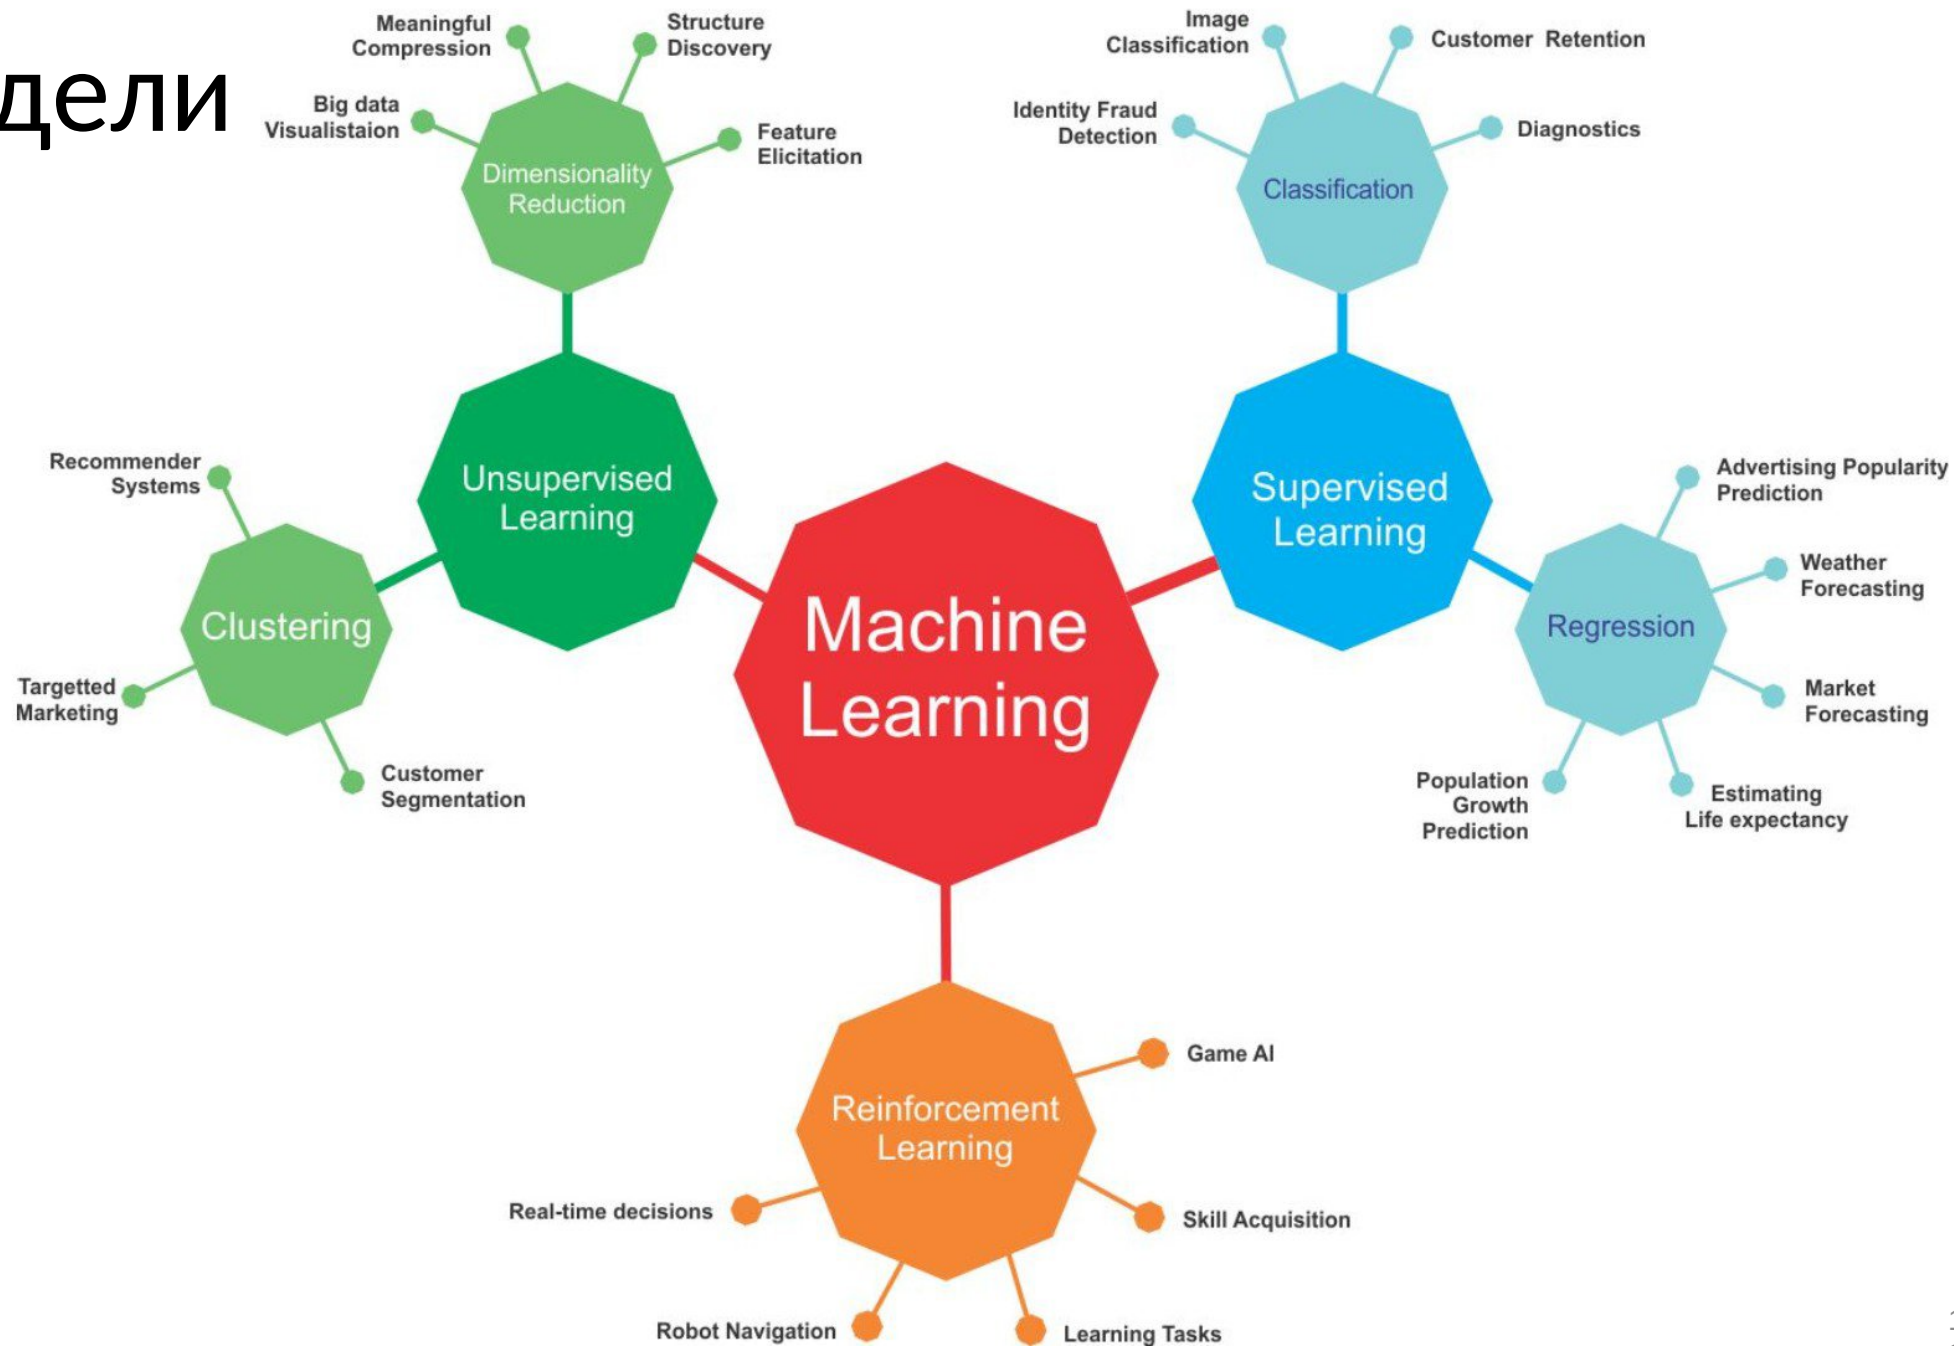 дели
Meaningful
Compression
Structure
Discovery
Big data
Visualistaion
Feature
Elicitation
Dimensionality
Reduction
Image
Classification
Customer Retention
Identity Fraud
Detection
Diagnostics
Classification
Unsupervised
Learning
Supervised
Learning
Recommender
Systems
Clustering
Targetted
Marketing
Customer
Segmentation
Machine
Learning
Advertising Popularity
Prediction
Weather
Forecasting
Regression
Market
Forecasting
Population
Growth
Prediction
Estimating
Life expectancy
Reinforcement
Learning
Game AI
Real-time decisions
Skill Acquisition
Robot Navigation
Learning Tasks